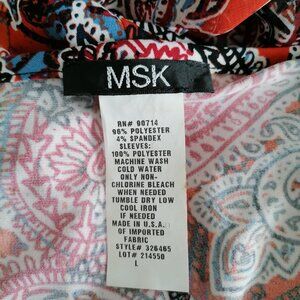 MSK
RN# 90714
96% POLYESTER
4% SPANDEX
SLEEVES:
100% POLYESTER
MACHINE WASH
COLD WATER
ONLY NON-
CHLORINE BLEACH
WHEN NEEDED
TUMBLE DRY LOW
COOL IRON
IF NEEDED
MADE IN U.S.A.
OF IMPORTED
FABRIC
STYLE# 326465
LOT# 214550
L